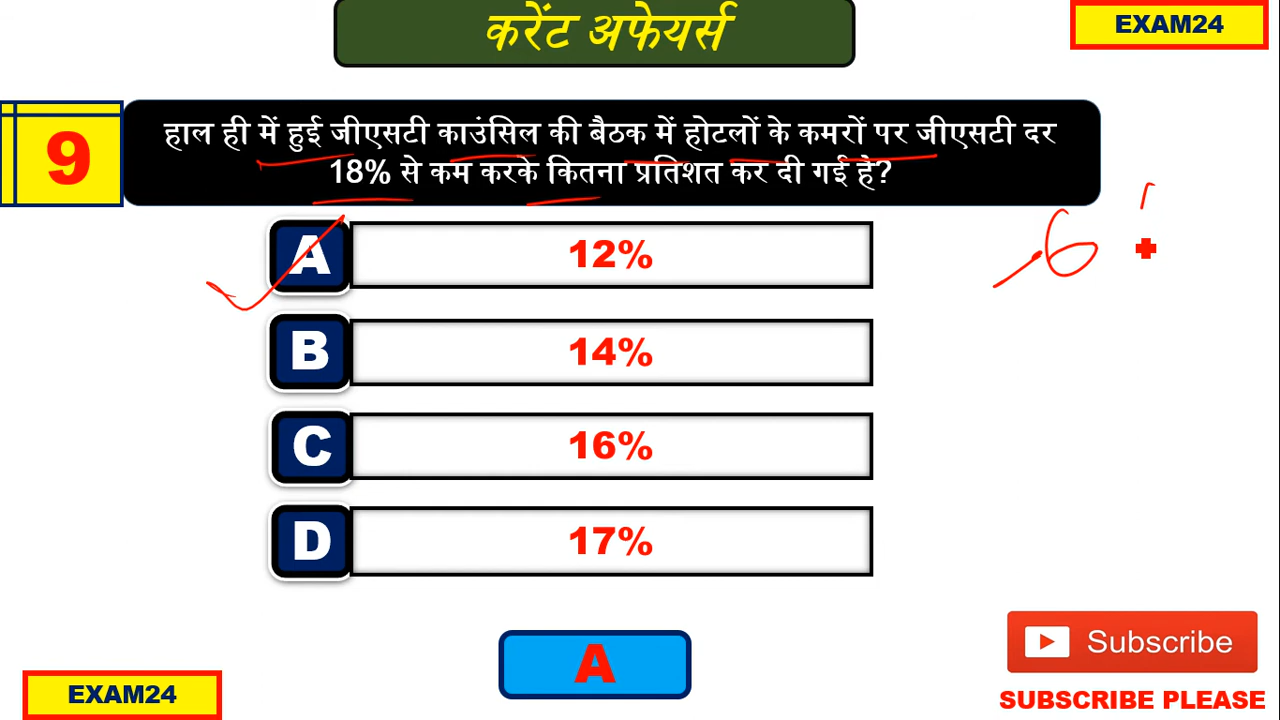 करेंट अफेयर्स
EXAM24
9
हाल ही में हुई जीएसटी काउंसिल की बैठक में होटलों के कमरों पर जीएसटी दर
18% से कम करके कितना प्रतिशत कर दी गई है?
A
12%
B
14%
C
16%
D
17%
6
A
Subscribe
SUBSCRIBE PLEASE
EXAM24